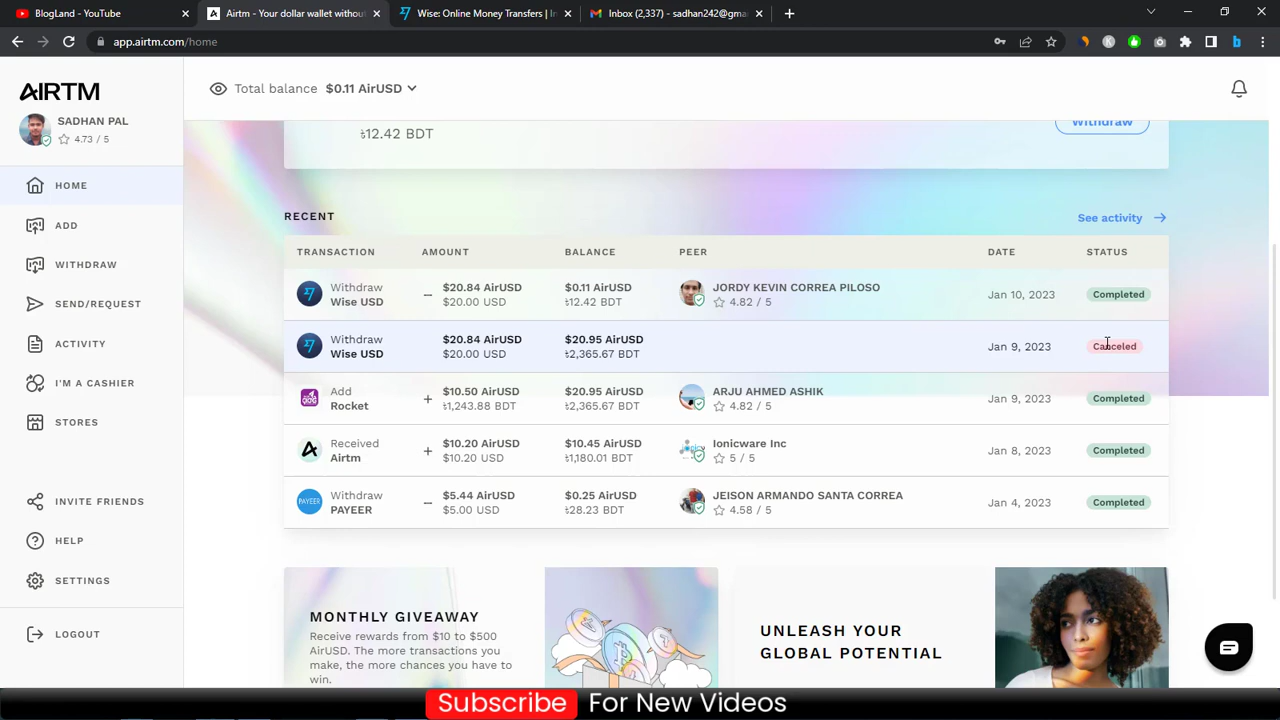 BlogLand - YouTube
Airtm - Your dollar wallet withou
Wise: Online Money Transfers | In
Inbox (2,337) - sadhan242@gma
app.airtm.com/home
AIRTM
SADHAN PAL
4.73 / 5
HOME
ADD
WITHDRAW
SEND/REQUEST
ACTIVITY
I'M A CASHIER
STORES
INVITE FRIENDS
HELP
SETTINGS
LOGOUT
Total balance $0.11 AirUSD
৳12.42 BDT
Withdraw
RECENT
See activity
TRANSACTION AMOUNT BALANCE PEER DATE STATUS
Withdraw − $20.84 AirUSD $0.11 AirUSD JORDY KEVIN CORREA PILOSO Jan 10, 2023 Completed
Wise USD $20.00 USD ৳12.42 BDT 4.82 / 5
Withdraw $20.84 AirUSD $20.95 AirUSD Jan 9, 2023 Canceled
Wise USD $20.00 USD ৳2,365.67 BDT
Add + $10.50 AirUSD $20.95 AirUSD ARJU AHMED ASHIK Jan 9, 2023 Completed
Rocket ৳1,243.88 BDT ৳2,365.67 BDT 4.82 / 5
Received + $10.20 AirUSD $10.45 AirUSD Ionicware Inc Jan 8, 2023 Completed
Airtm $10.20 USD ৳1,180.01 BDT 5 / 5
Withdraw − $5.44 AirUSD $0.25 AirUSD JEISON ARMANDO SANTA CORREA Jan 4, 2023 Completed
PAYEER PAYEER $5.00 USD ৳28.23 BDT 4.58 / 5
MONTHLY GIVEAWAY
Receive rewards from $10 to $500
AirUSD. The more transactions you
make, the more chances you have to
win.
UNLEASH YOUR
GLOBAL POTENTIAL
Subscribe For New Videos